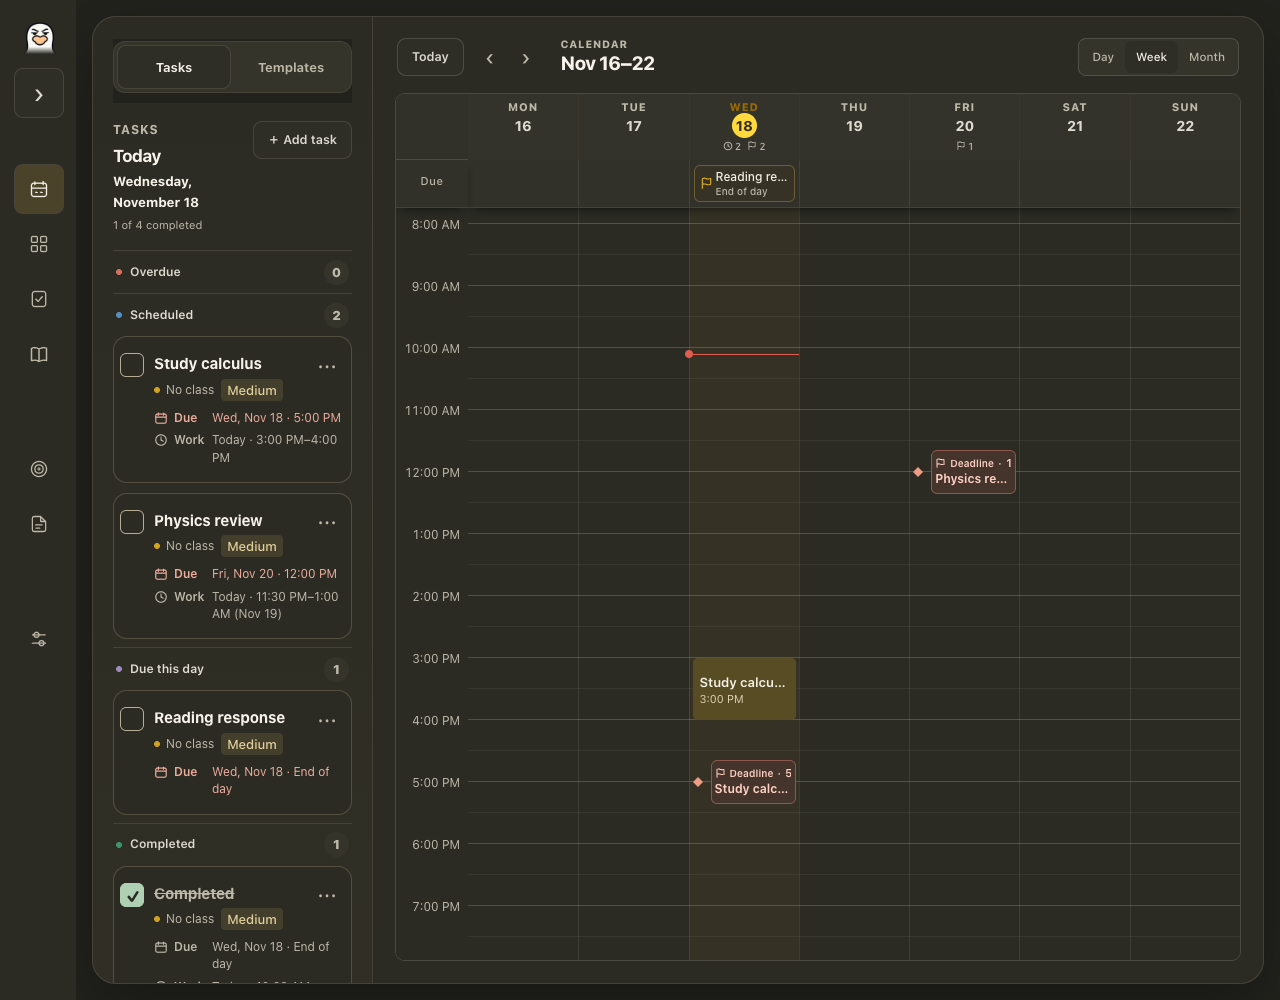 Tasks
Templates
TASKS
Today
Wednesday,
November 18
1 of 4 completed
+ Add task
Overdue
0
Scheduled
2
Study calculus
No class
Medium
Due
Wed, Nov 18 · 5:00 PM
Work
Today · 3:00 PM–4:00
PM
Physics review
No class
Medium
Due
Fri, Nov 20 · 12:00 PM
Work
Today · 11:30 PM–1:00
AM (Nov 19)
Due this day
1
Reading response
No class
Medium
Due
Wed, Nov 18 · End of
day
Completed
1
Completed
No class
Medium
Due
Wed, Nov 18 · End of
day
Today
CALENDAR
Nov 16–22
Day
Week
Month
MON
16
TUE
17
WED
18
2
2
THU
19
FRI
20
1
SAT
21
SUN
22
Due
Reading re...
End of day
8:00 AM
9:00 AM
10:00 AM
11:00 AM
12:00 PM
Deadline · 1
Physics re...
1:00 PM
2:00 PM
3:00 PM
Study calcu...
3:00 PM
4:00 PM
5:00 PM
Deadline · 5
Study calc...
6:00 PM
7:00 PM